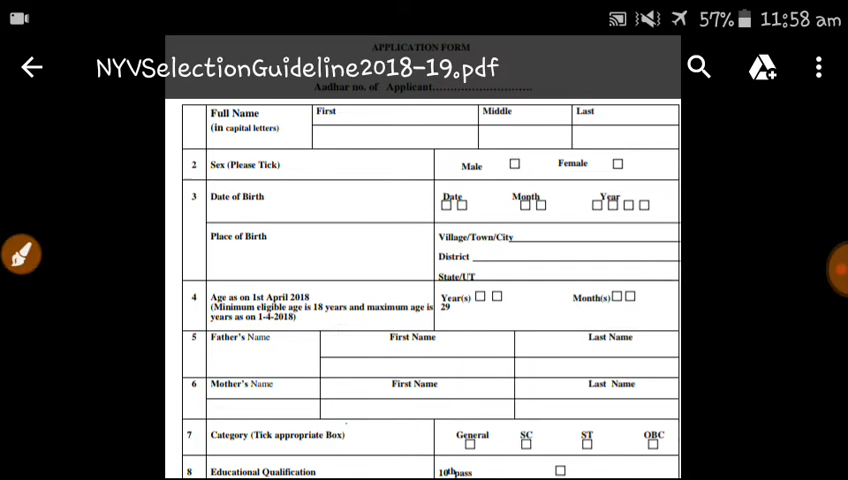 57% 11:58 am
APPLICATION FORM
NYVSelectionGuideline2018-19.pdf
Aadhar no. of Applicant..............................
Full Name First Middle Last
(in capital letters)
2 Sex (Please Tick) Male Female
3 Date of Birth Date Month Year
Place of Birth Village/Town/City
District
State/UT
4 Age as on 1st April 2018 Year(s) Month(s)
(Minimum eligible age is 18 years and maximum age is 29
years as on 1-4-2018)
5 Father's Name First Name Last Name
6 Mother's Name First Name Last Name
7 Category (Tick appropriate Box) General SC ST OBC
8 Educational Qualification 10th pass